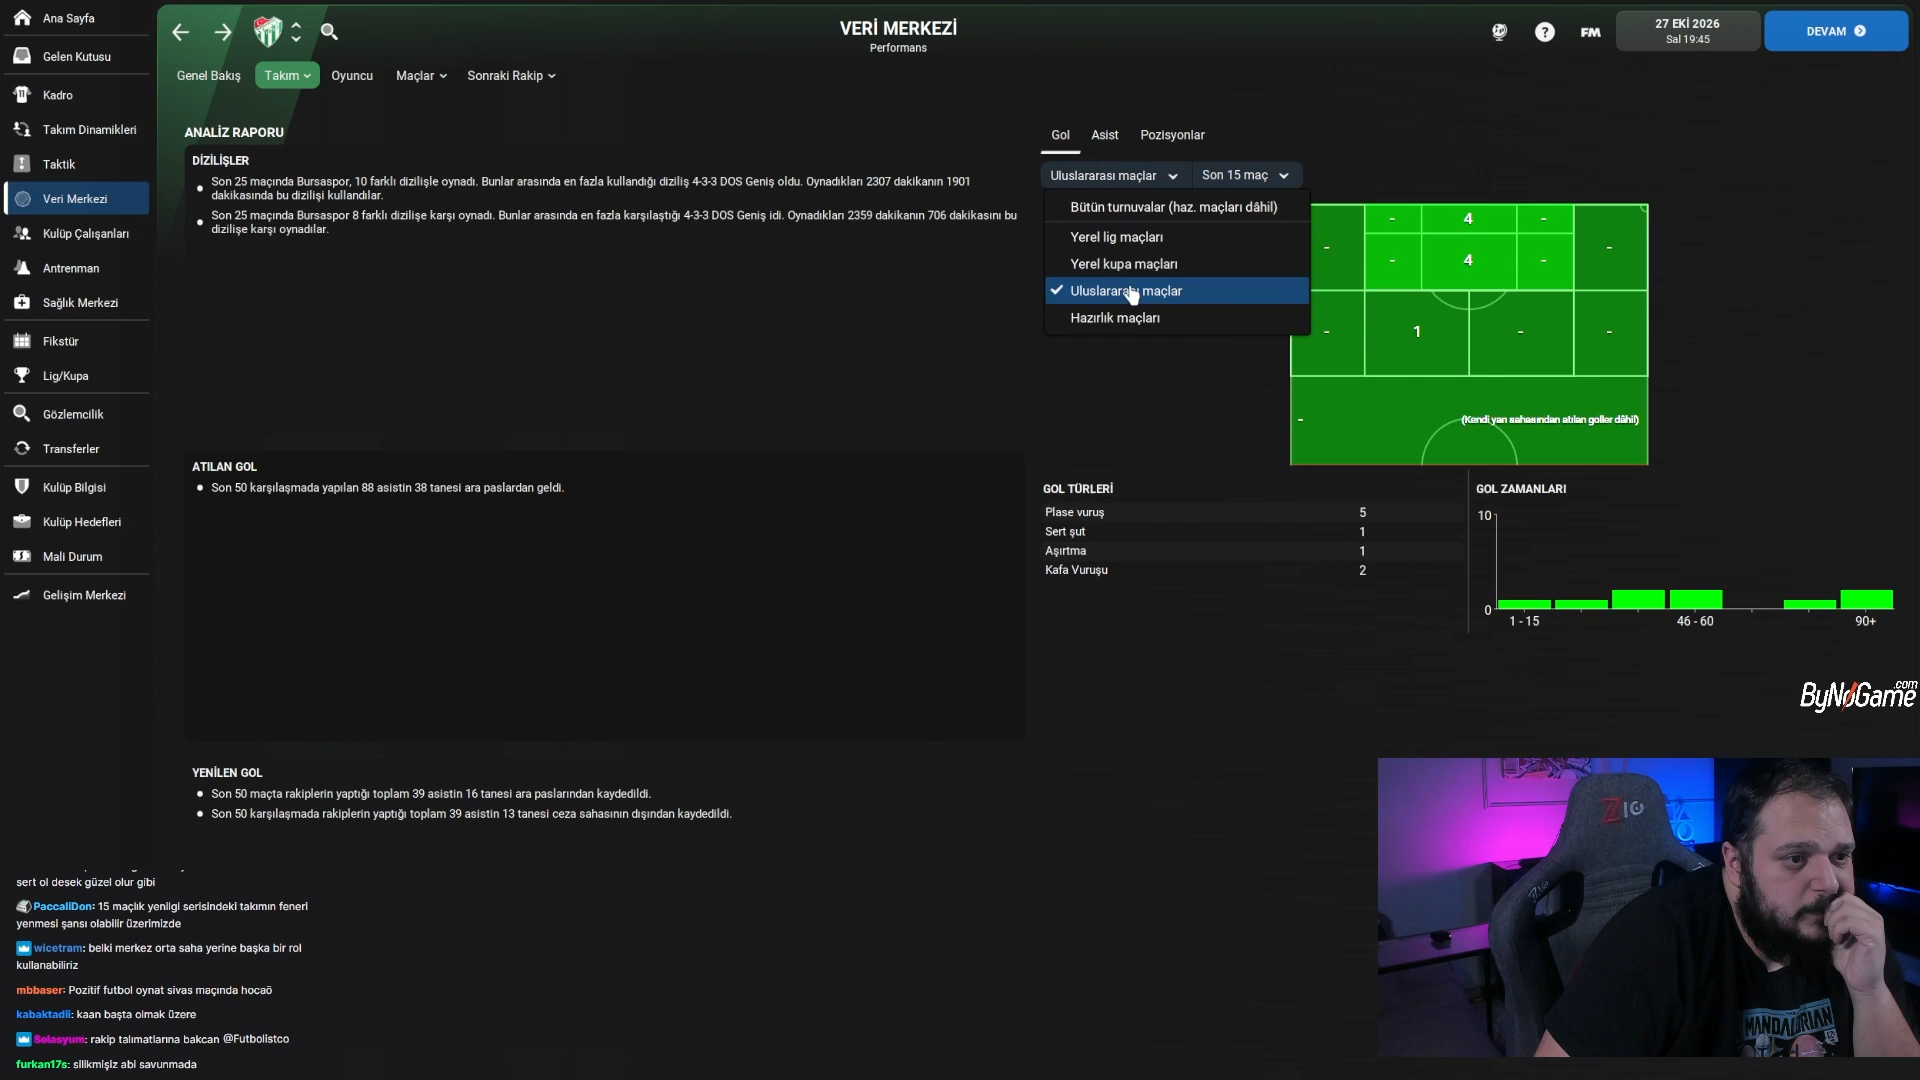 Ana Sayfa
Gelen Kutusu
Kadro
Takım Dinamikleri
Taktik
Veri Merkezi
Kulüp Çalışanları
Antrenman
Sağlık Merkezi
Fikstür
Lig/Kupa
Gözlemcilik
Transferler
Kulüp Bilgisi
Kulüp Hedefleri
Mali Durum
Gelişim Merkezi
VERİ MERKEZİ
Performans
?
FM
27 EKİ 2026
Sal 19:45
DEVAM
Genel Bakış
Takım
Oyuncu
Maçlar
Sonraki Rakip
ANALİZ RAPORU
DİZİLİŞLER
Son 25 maçında Bursaspor, 10 farklı dizilişle oynadı. Bunlar arasında en fazla kullandığı diziliş 4-3-3 DOS Geniş oldu. Oynadıkları 2307 dakikanın 1901
dakikasında bu dizilişi kullandılar.
Son 25 maçında Bursaspor 8 farklı dizilişe karşı oynadı. Bunlar arasında en fazla karşılaştığı 4-3-3 DOS Geniş idi. Oynadıkları 2359 dakikanın 706 dakikasını bu
dizilişe karşı oynadılar.
ATILAN GOL
Son 50 karşılaşmada yapılan 88 asistin 38 tanesi ara paslardan geldi.
YENİLEN GOL
Son 50 maçta rakiplerin yaptığı toplam 39 asistin 16 tanesi ara paslarından kaydedildi.
Son 50 karşılaşmada rakiplerin yaptığı toplam 39 asistin 13 tanesi ceza sahasının dışından kaydedildi.
Gol
Asist
Pozisyonlar
Uluslararası maçlar
Son 15 maç
Bütün turnuvalar (haz. maçları dâhil)
Yerel lig maçları
Yerel kupa maçları
Uluslararası maçlar
Hazırlık maçları
- 4 -
- -
- 4 -
- 1 - -
-
(Kendi yarı sahasından atılan goller dâhil)
GOL TÜRLERİ
Plase vuruş 5
Sert şut 1
Aşırtma 1
Kafa Vuruşu 2
GOL ZAMANLARI
10
0
1 - 15
46 - 60
90+
ByNoGame
.com
ZIO
MANDALORIAN
sert ol desek güzel olur gibi
PaccaliDon: 15 maçlık yenilgi serisindeki takımın feneri
yenmesi şansı olabilir üzerimizde
wicetram: belki merkez orta saha yerine başka bir rol
kullanabiliriz
mbbaser: Pozitif futbol oynat sivas maçında hocaö
kabaktadii: kaan başta olmak üzere
Selasyum: rakip talimatlarına bakcan @Futbolistco
furkan17s: silikmişiz abi savunmada